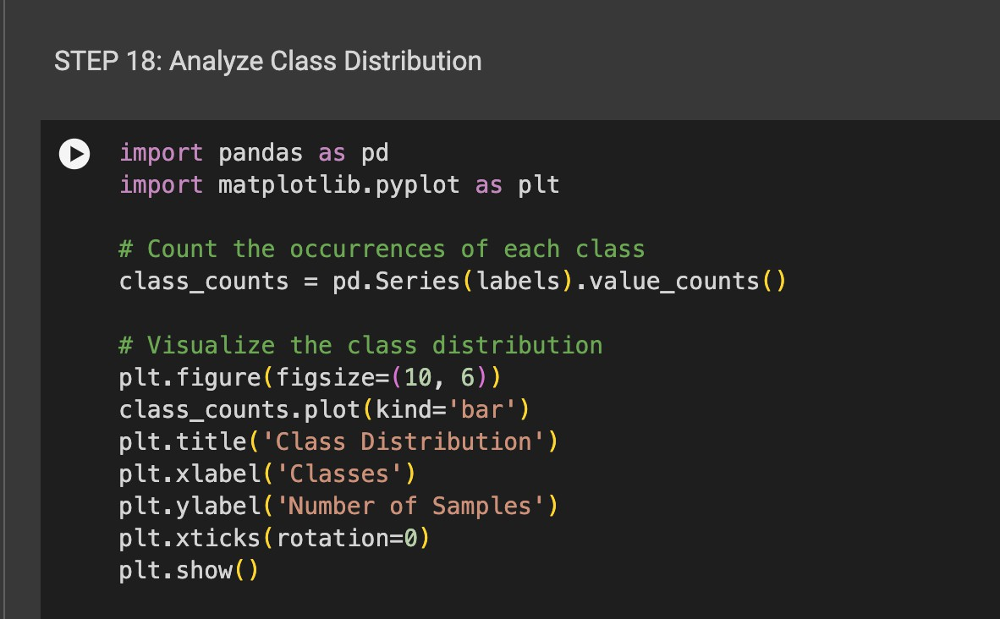 STEP 18: Analyze Class Distribution
import pandas as pd
import matplotlib.pyplot as plt
# Count the occurrences of each class
class_counts = pd.Series(labels).value_counts()
# Visualize the class distribution
plt.figure(figsize=(10, 6))
class_counts.plot(kind='bar')
plt.title('Class Distribution')
plt.xlabel('Classes')
plt.ylabel('Number of Samples')
plt.xticks(rotation=0)
plt.show()